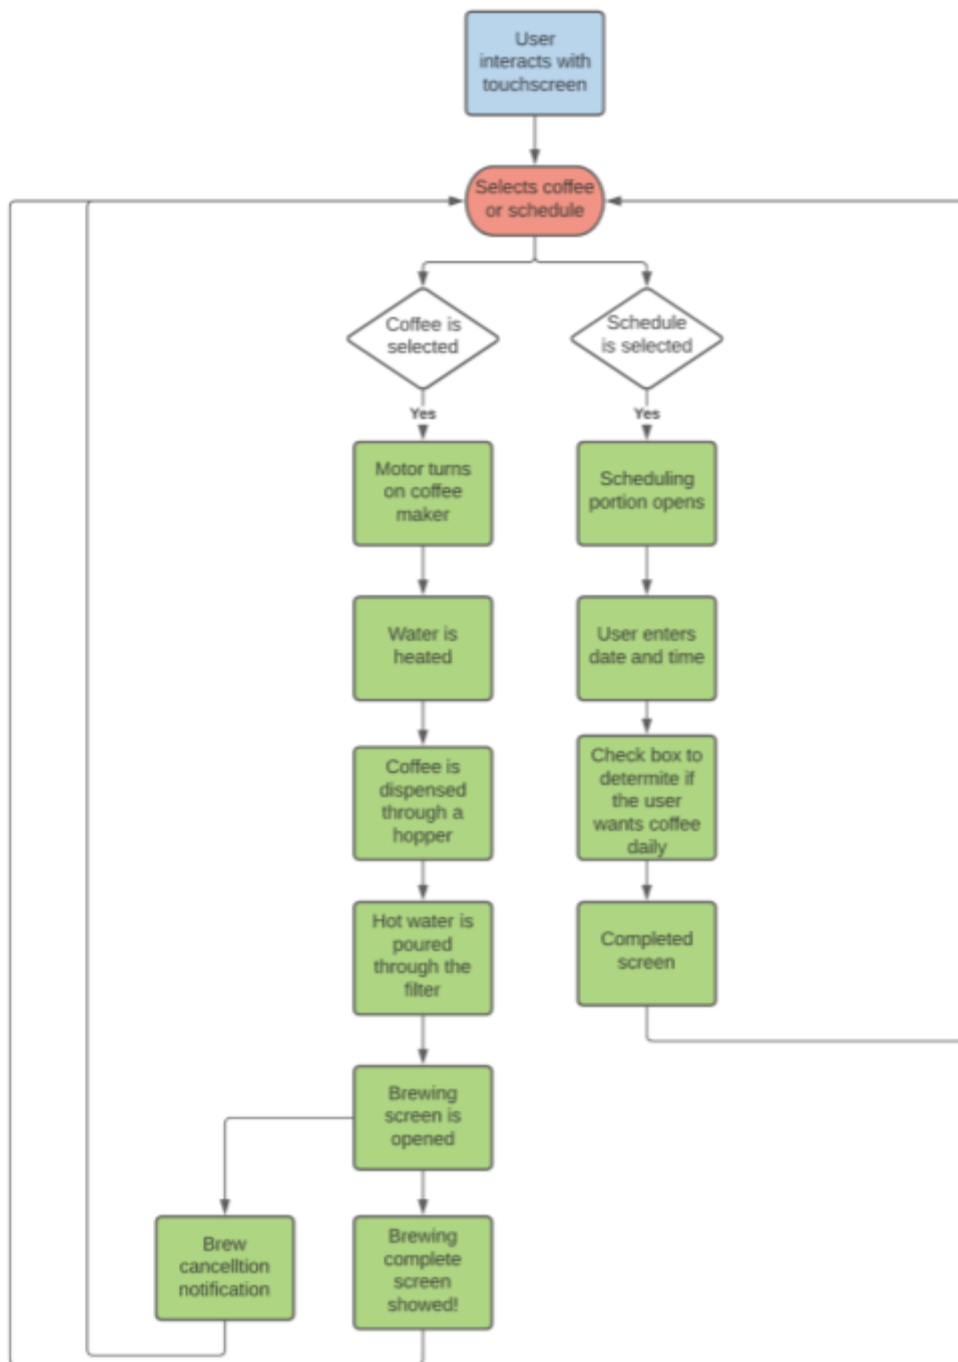 User
interacts with
touchscreen
Selects coffee
or schedule
Coffee is
selected
Schedule
is selected
Yes
Yes
Motor turns
on coffee
maker
Scheduling
portion opens
Water is
heated
User enters
date and time
Coffee is
dispensed
through a
hopper
Check box to
determite if
the user
wants coffee
daily
Hot water is
poured
through the
filter
Completed
screen
Brewing
screen is
opened
Brew
cancelltion
notification
Brewing
complete
screen
showed!